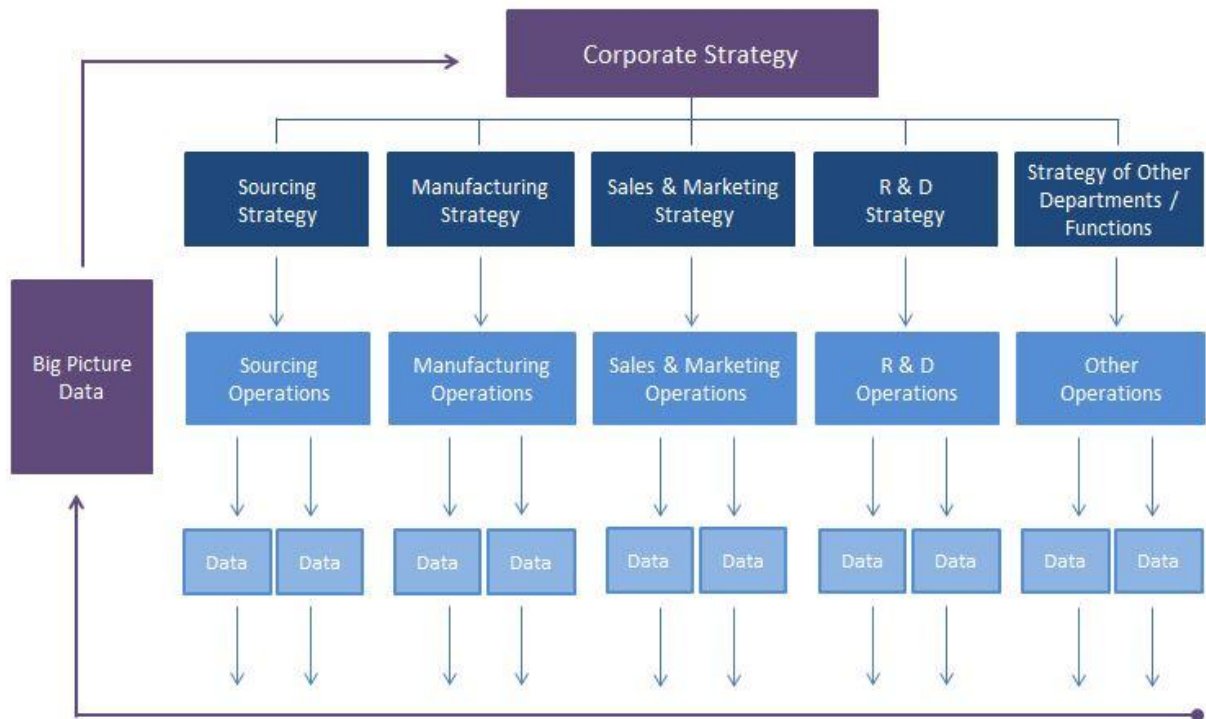 Corporate Strategy
Sourcing
Strategy
Manufacturing
Strategy
Sales & Marketing
Strategy
R & D
Strategy
Strategy of Other
Departments /
Functions
Big Picture
Data
Sourcing
Operations
Manufacturing
Operations
Sales & Marketing
Operations
R & D
Operations
Other
Operations
Data
Data
Data
Data
Data
Data
Data
Data
Data
Data